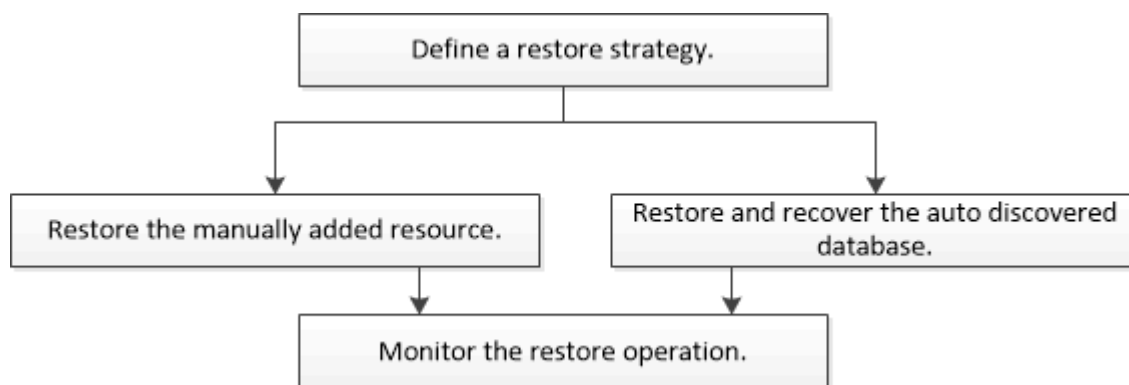 Define a restore strategy.
Restore the manually added resource.
Restore and recover the auto discovered
database.
Monitor the restore operation.